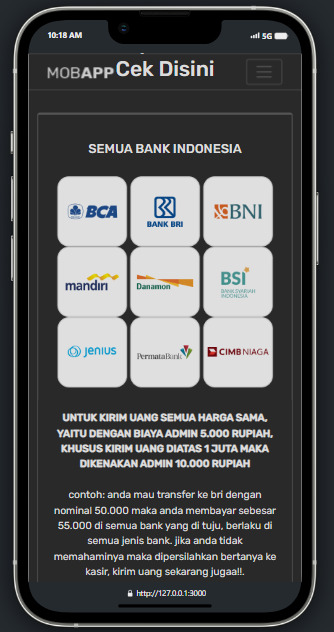 10:18 AM
5G
MOBAPP Cek Disini
SEMUA BANK INDONESIA
BCA
BANK BRI
BNI
mandiri
Danamon
BSI
BANK SYARIAH
INDONESIA
jenius
PermataBank
CIMB NIAGA
UNTUK KIRIM UANG SEMUA HARGA SAMA,
YAITU DENGAN BIAYA ADMIN 5.000 RUPIAH,
KHUSUS KIRIM UANG DIATAS 1 JUTA MAKA
DIKENAKAN ADMIN 10.000 RUPIAH
contoh: anda mau transfer ke bri dengan
nominal 50.000 maka anda membayar sebesar
55.000 di semua bank yang di tuju, berlaku di
semua jenis bank. jika anda tidak
memahaminya maka dipersilahkan bertanya ke
kasir, kirim uang sekarang jugaa!!.
http://127.0.0.1:3000